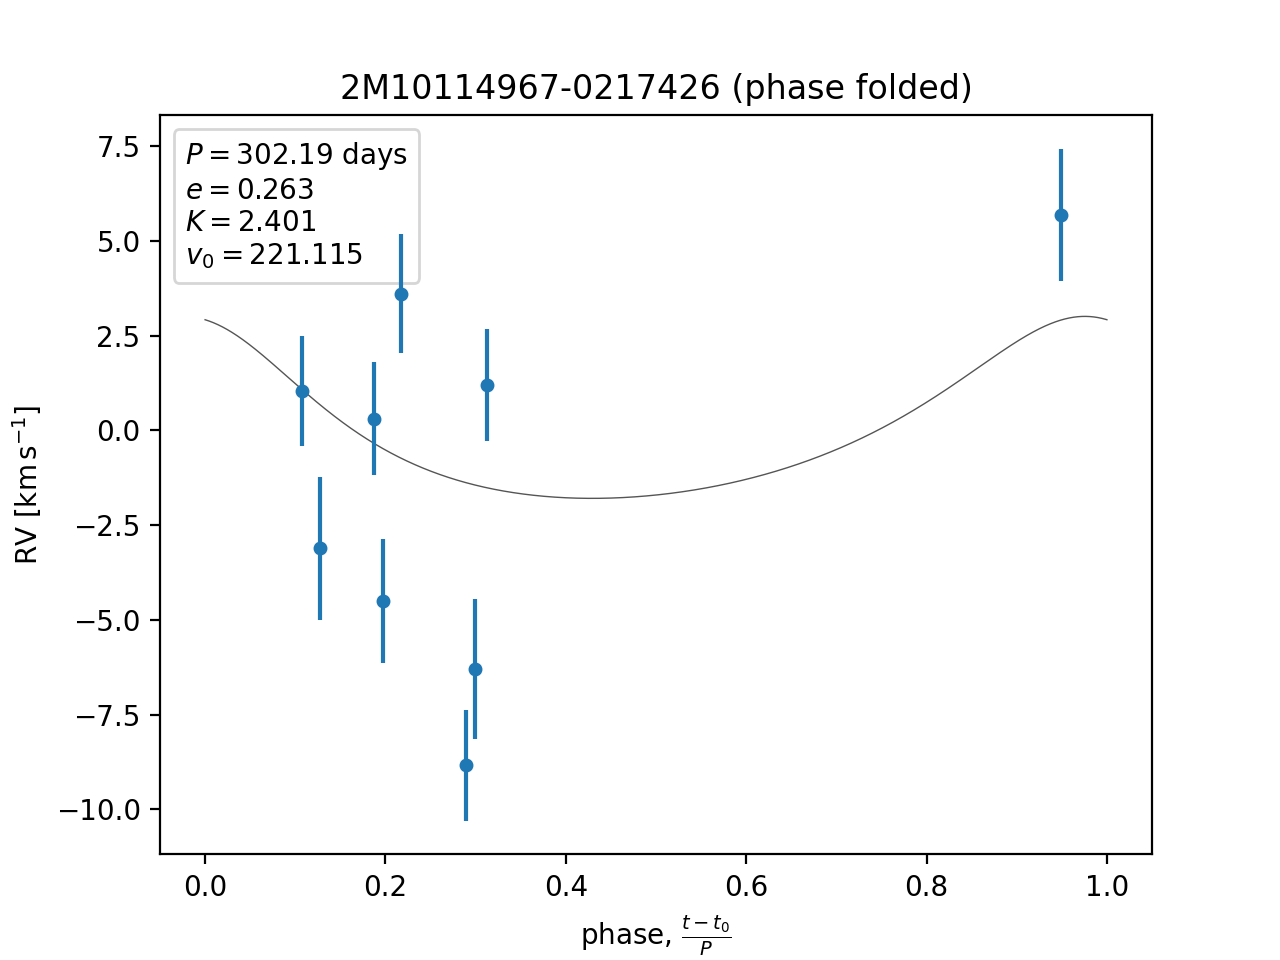 2M10114967-0217426 (phase folded)
P = 302.19 days
e = 0.263
K = 2.401
v₀ = 221.115
7.5
5.0
2.5
0.0
−2.5
−5.0
−7.5
−10.0
RV [km s⁻¹]
0.0 0.2 0.4 0.6 0.8 1.0
phase, (t − t₀)/P